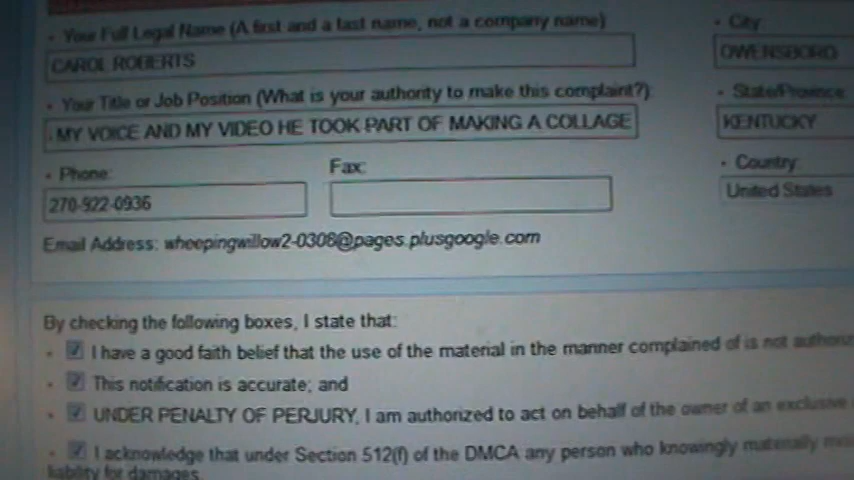 Your Full Legal Name (A first and a last name, not a company name)
City
CAROL ROBERTS
OWENSBORO
Your Title or Job Position (What is your authority to make this complaint?):
State/Province
MY VOICE AND MY VIDEO HE TOOK PART OF MAKING A COLLAGE
KENTUCKY
Phone:
Fax:
Country
270-922-0936
United States
Email Address: wheepingwillow2-0308@pages.plusgoogle.com
By checking the following boxes, I state that:
I have a good faith belief that the use of the material in the manner complained of is not
This notification is accurate; and
UNDER PENALTY OF PERJURY, I am authorized to act on behalf of the owner of an exclusive
I acknowledge that under Section 512(f) of the DMCA any person who knowingly materially
liability for damages.